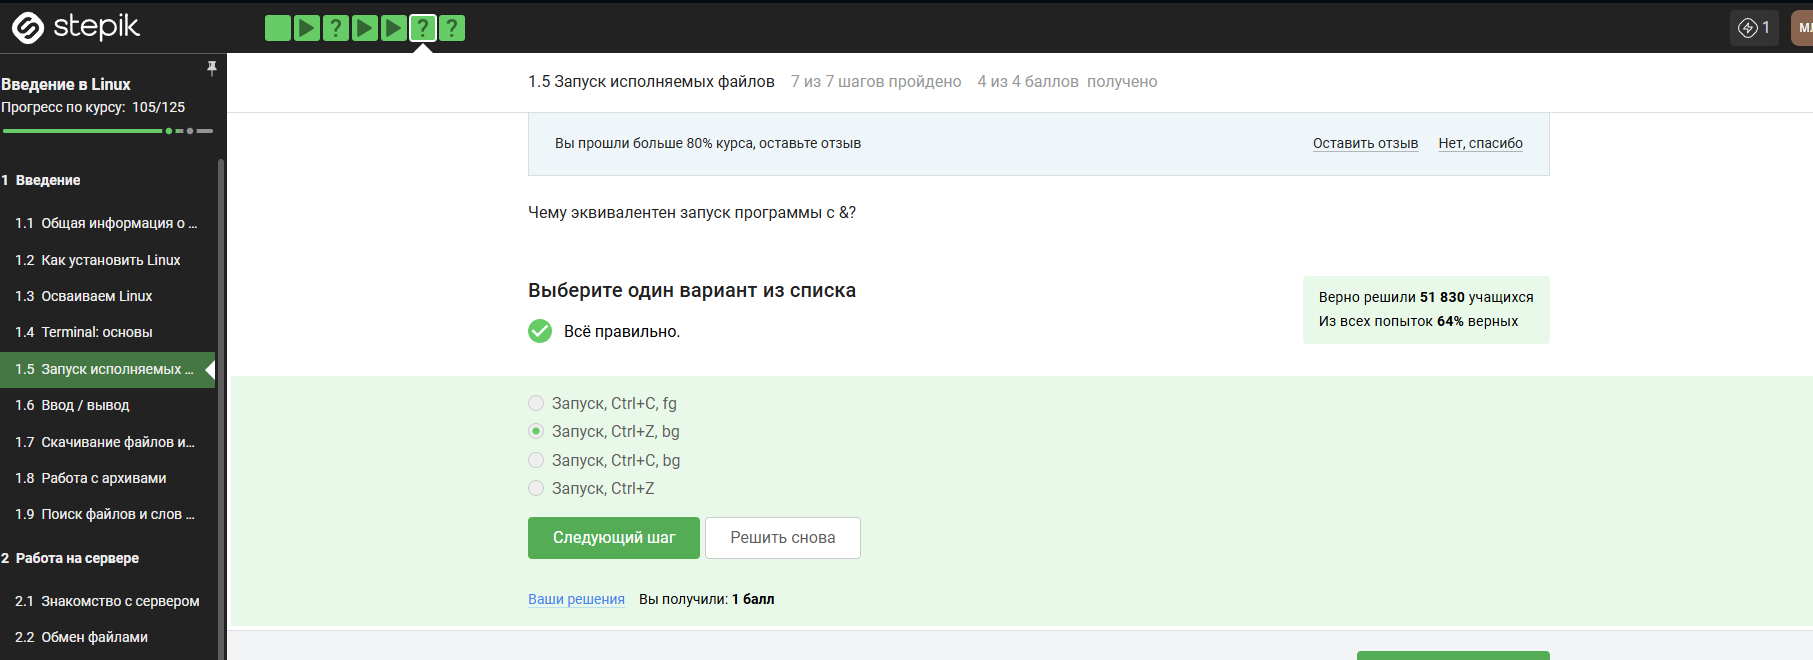 stepik
? ? ?
1
МЛ
Введение в Linux
Прогресс по курсу: 105/125
1 Введение
1.1 Общая информация о ...
1.2 Как установить Linux
1.3 Осваиваем Linux
1.4 Terminal: основы
1.5 Запуск исполняемых ...
1.6 Ввод / вывод
1.7 Скачивание файлов и...
1.8 Работа с архивами
1.9 Поиск файлов и слов ...
2 Работа на сервере
2.1 Знакомство с сервером
2.2 Обмен файлами
1.5 Запуск исполняемых файлов 7 из 7 шагов пройдено 4 из 4 баллов получено
Вы прошли больше 80% курса, оставьте отзыв Оставить отзыв Нет, спасибо
Чему эквивалентен запуск программы с &?
Выберите один вариант из списка
Всё правильно.
Верно решили 51 830 учащихся
Из всех попыток 64% верных
Запуск, Ctrl+C, fg
Запуск, Ctrl+Z, bg
Запуск, Ctrl+C, bg
Запуск, Ctrl+Z
Следующий шаг Решить снова
Ваши решения Вы получили: 1 балл